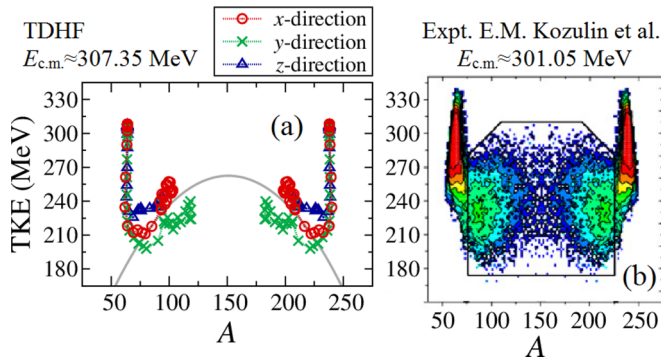 TDHF
E_c.m.≈307.35 MeV
x-direction
y-direction
z-direction
Expt. E.M. Kozulin et al.
E_c.m.≈301.05 MeV
TKE (MeV)
330
300
270
240
210
180
(a)
50 100 150 200 250
A
330
300
270
240
210
180
(b)
50 100 150 200 250
A